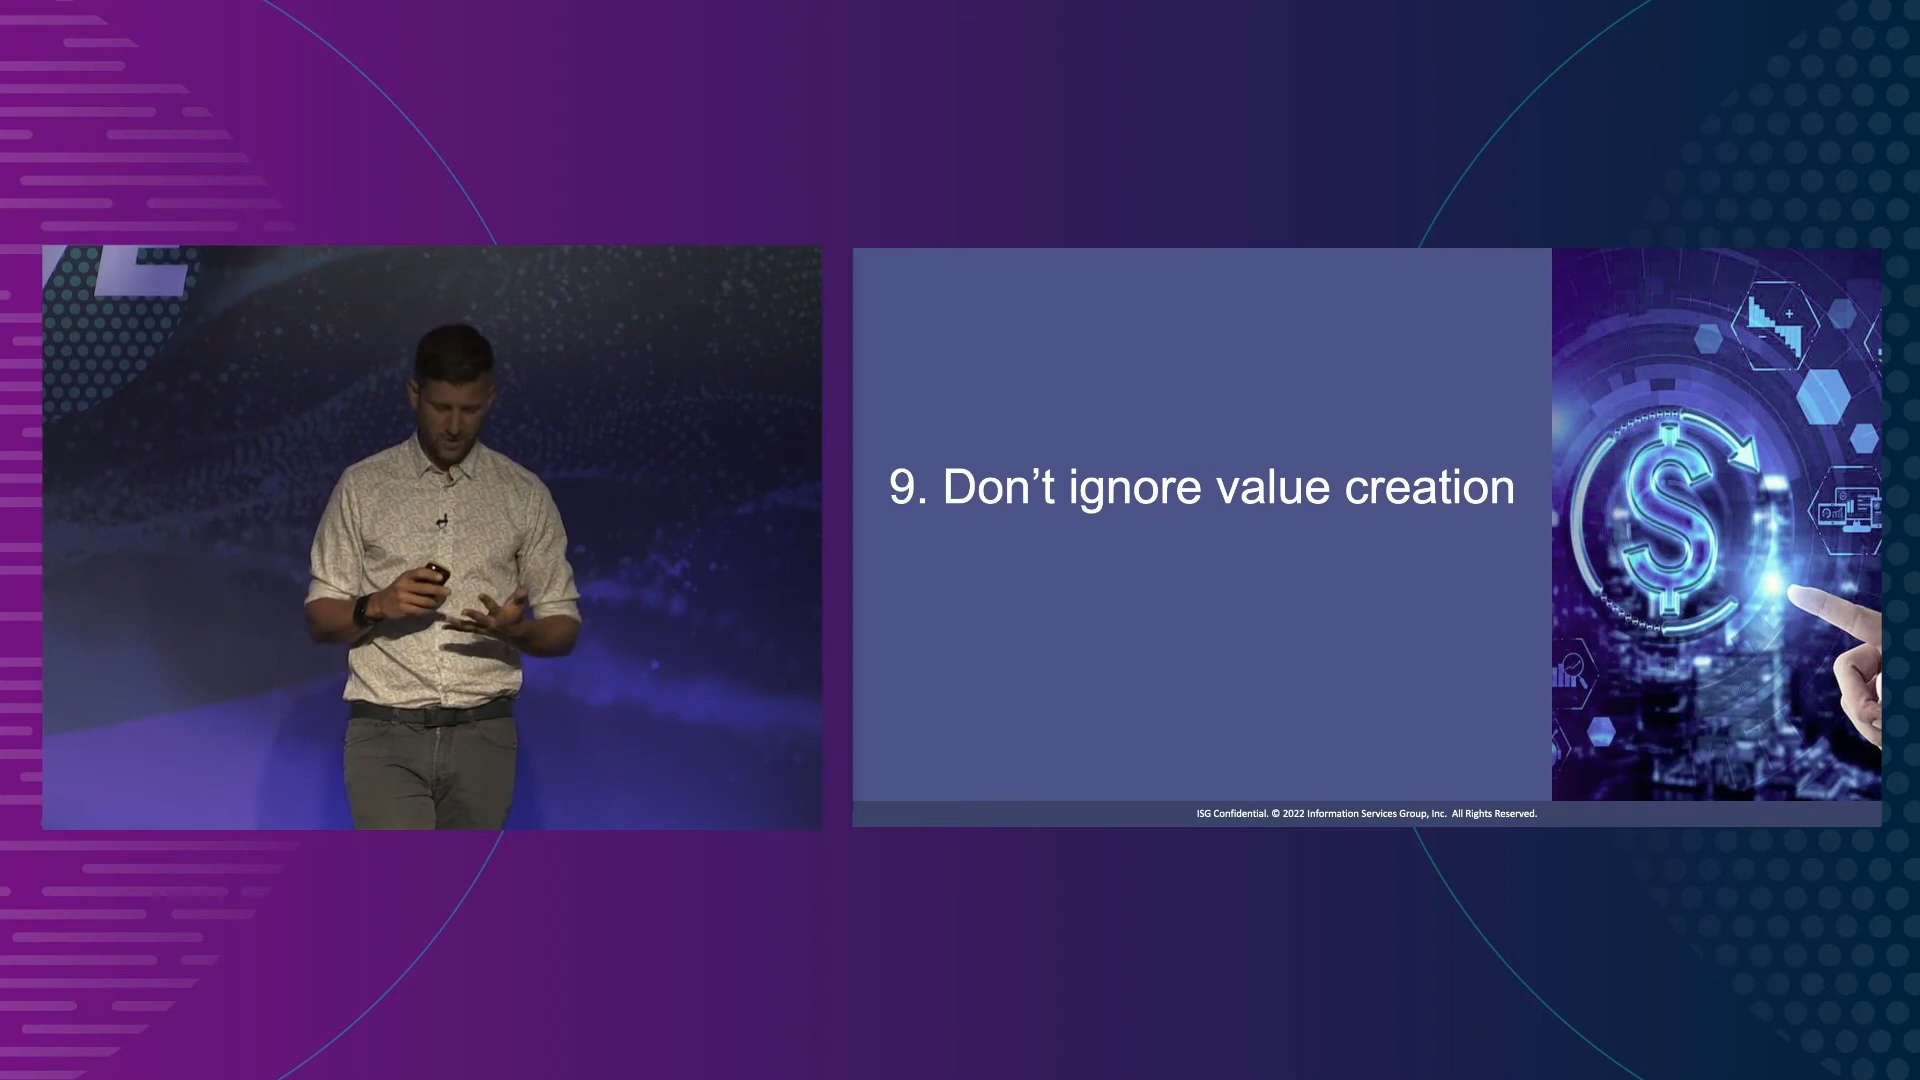 9. Don’t ignore value creation
ISG Confidential. © 2022 Information Services Group, Inc. All Rights Reserved.